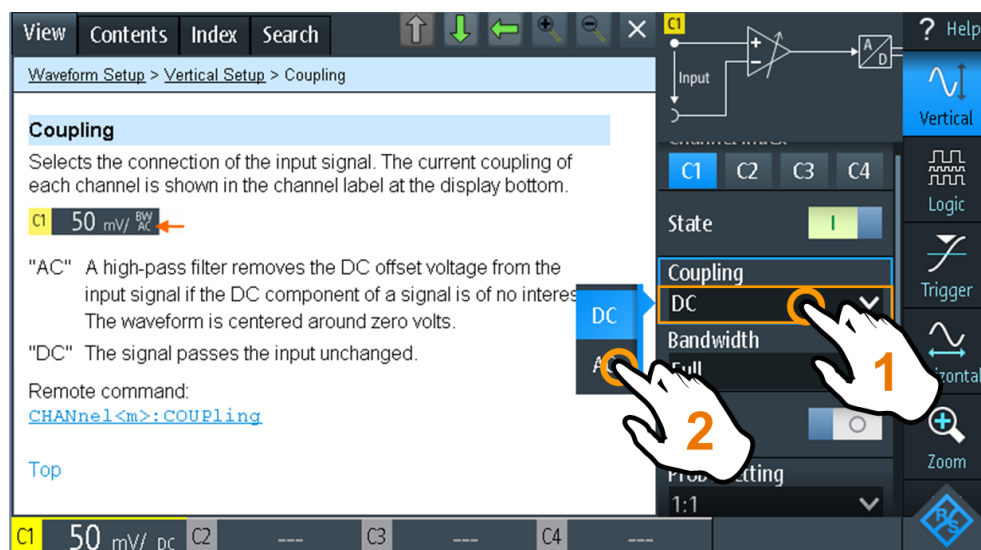 View Contents Index Search
Waveform Setup > Vertical Setup > Coupling
Coupling
Selects the connection of the input signal. The current coupling of
each channel is shown in the channel label at the display bottom.
C1 50 mV/ BW
AC
"AC" A high-pass filter removes the DC offset voltage from the
input signal if the DC component of a signal is of no interes
The waveform is centered around zero volts.
"DC" The signal passes the input unchanged.
Remote command:
CHANnel<m>:COUPling
Top
DC
AC
2
C1
Input
A
D
C1 C2 C3 C4
State
I
Coupling
DC
1
Bandwidth
Full
1:1
? Help
Vertical
Logic
Trigger
zontal
Zoom
R&S
C1 50 mV/ DC C2 --- C3 --- C4 ---